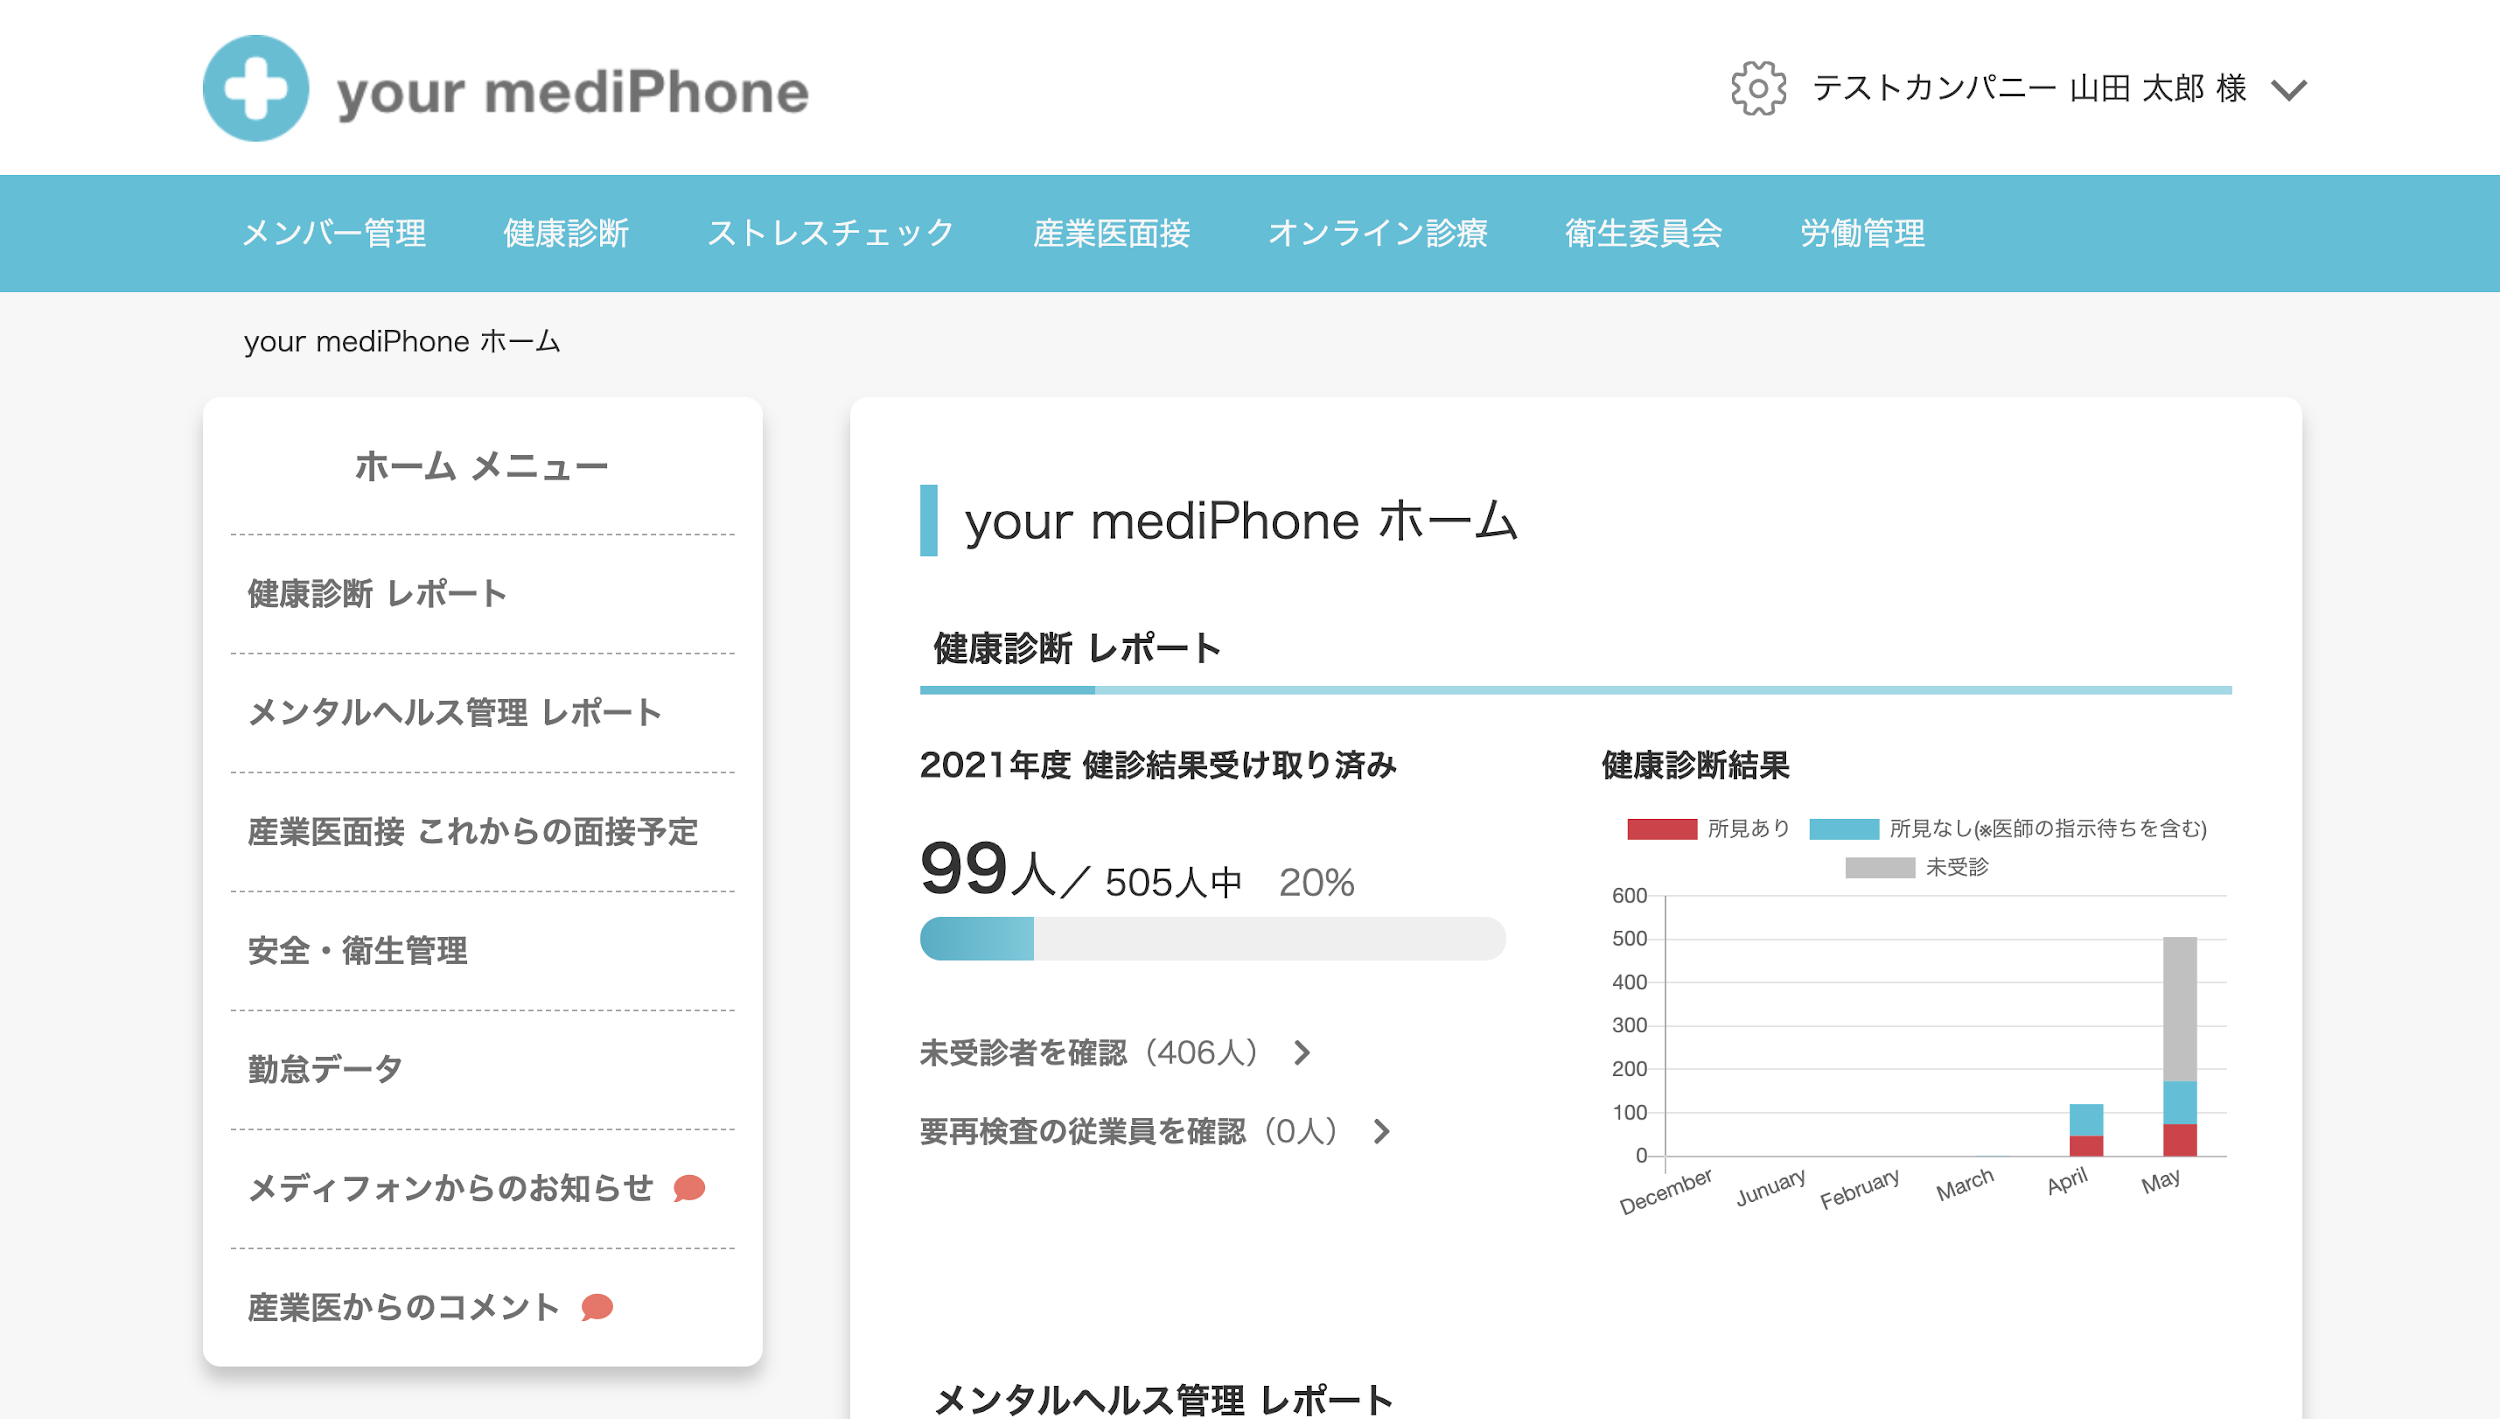 your mediPhone
テストカンパニー 山田 太郎 様
メンバー管理 健康診断 ストレスチェック 産業医面接 オンライン診療 衛生委員会 労働管理
your mediPhone ホーム
ホーム メニュー
健康診断 レポート
メンタルヘルス管理 レポート
産業医面接 これからの面接予定
安全・衛生管理
勤怠データ
メディフォンからのお知らせ
産業医からのコメント
your mediPhone ホーム
健康診断 レポート
2021年度 健診結果受け取り済み
99人／ 505人中 20%
未受診者を確認（406人）
要再検査の従業員を確認（0人）
健康診断結果
所見あり 所見なし(※医師の指示待ちを含む)
未受診
600
500
400
300
200
100
0
December Junuary February March April May
メンタルヘルス管理 レポート